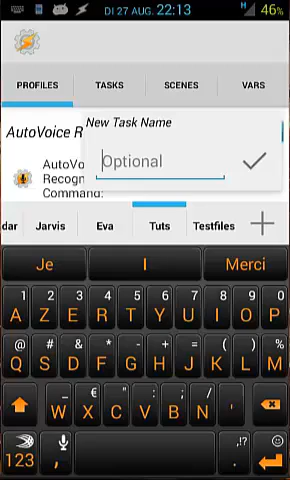 DI 27 AUG. 22:13 H 46%
PROFILES TASKS SCENES VARS
AutoVoice R
New Task Name
Optional
AutoVo
Recogn
Command:
dar Jarvis Eva Tuts Testfiles
Je I Merci
1 2 3 4 5 6 7 8 9 0
A Z E R T Y U I O P
@ # & * - + = ( ) %
Q S D F G H J K L M
_ € " : ; / 
W X C V B N '
123 , . ,!?